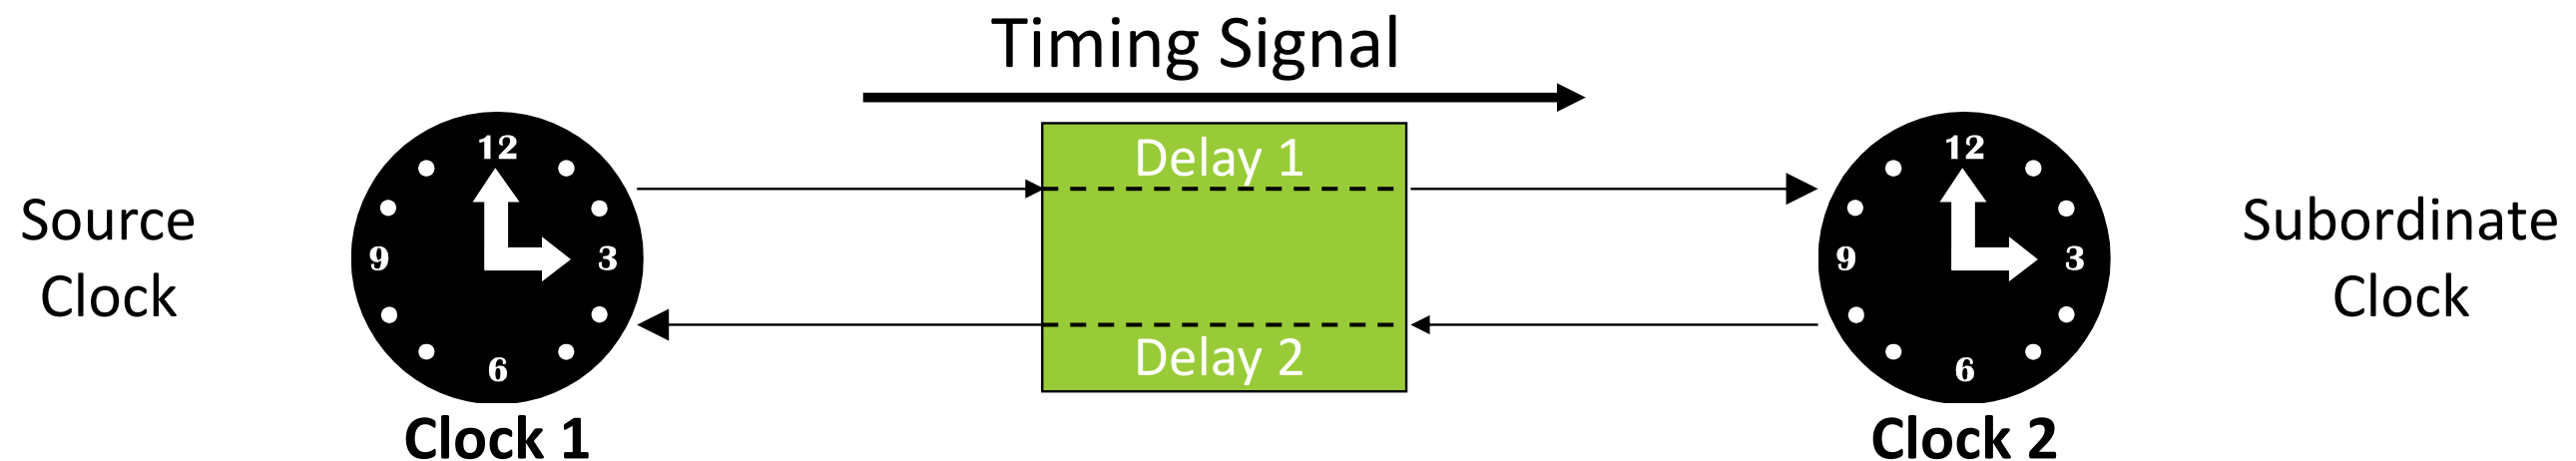 Timing Signal
Source
Clock
12
9
3
6
Clock 1
Delay 1
Delay 2
12
9
3
6
Clock 2
Subordinate
Clock